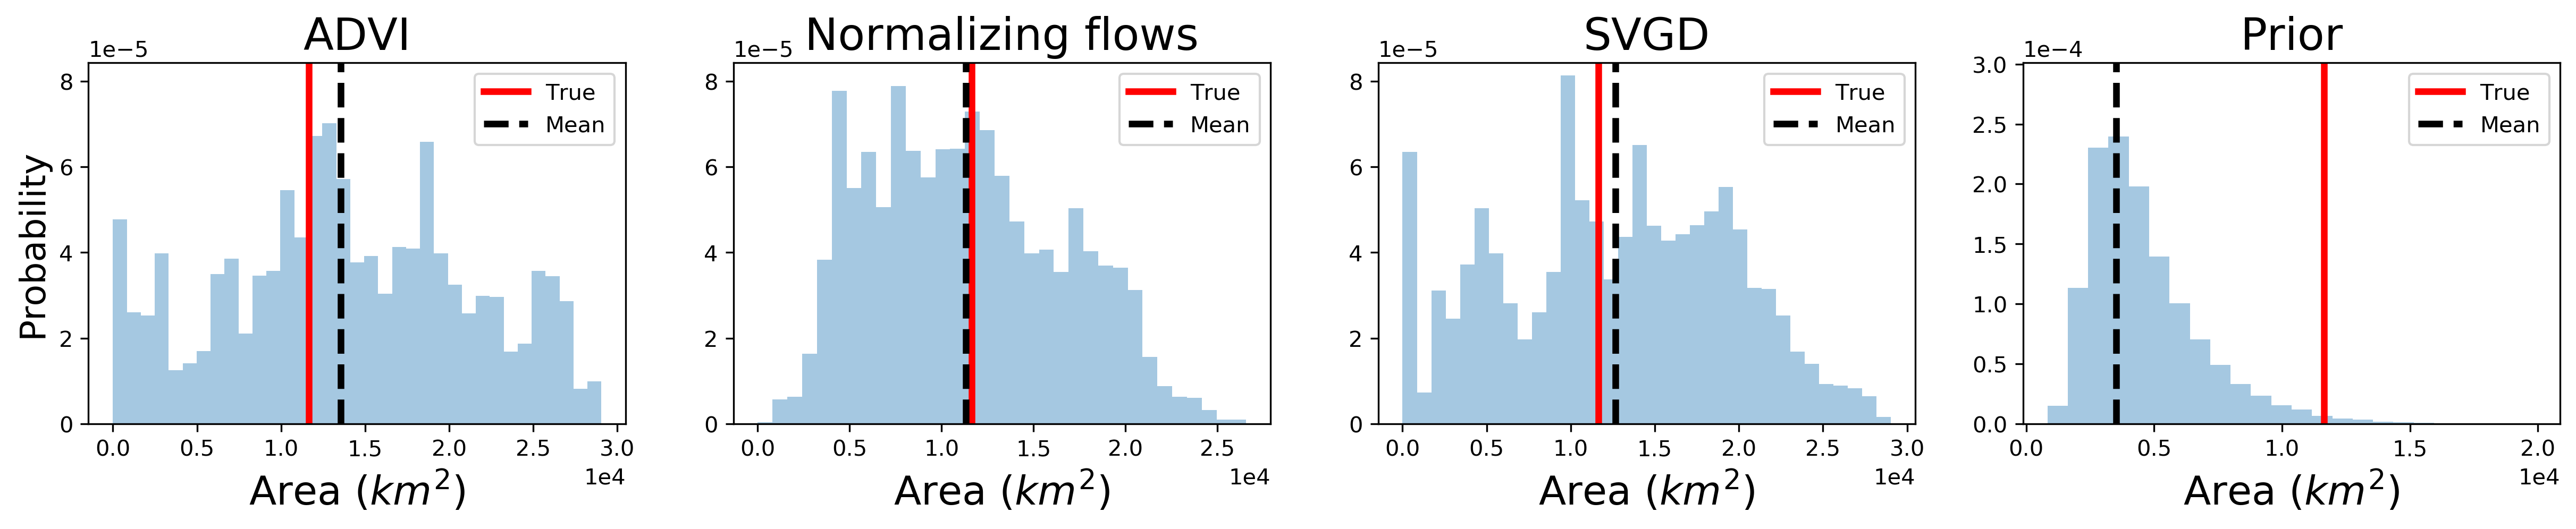 ADVI
1e−5
Probability
8
6
4
2
0
0.0 0.5 1.0 1.5 2.0 2.5 3.0
1e4
Area (km²)
True
Mean
Normalizing flows
1e−5
8
6
4
2
0
0.0 0.5 1.0 1.5 2.0 2.5
1e4
Area (km²)
True
Mean
SVGD
1e−5
8
6
4
2
0
0.0 0.5 1.0 1.5 2.0 2.5 3.0
1e4
Area (km²)
True
Mean
Prior
1e−4
3.0
2.5
2.0
1.5
1.0
0.5
0.0
0.0 0.5 1.0 1.5 2.0
1e4
Area (km²)
True
Mean